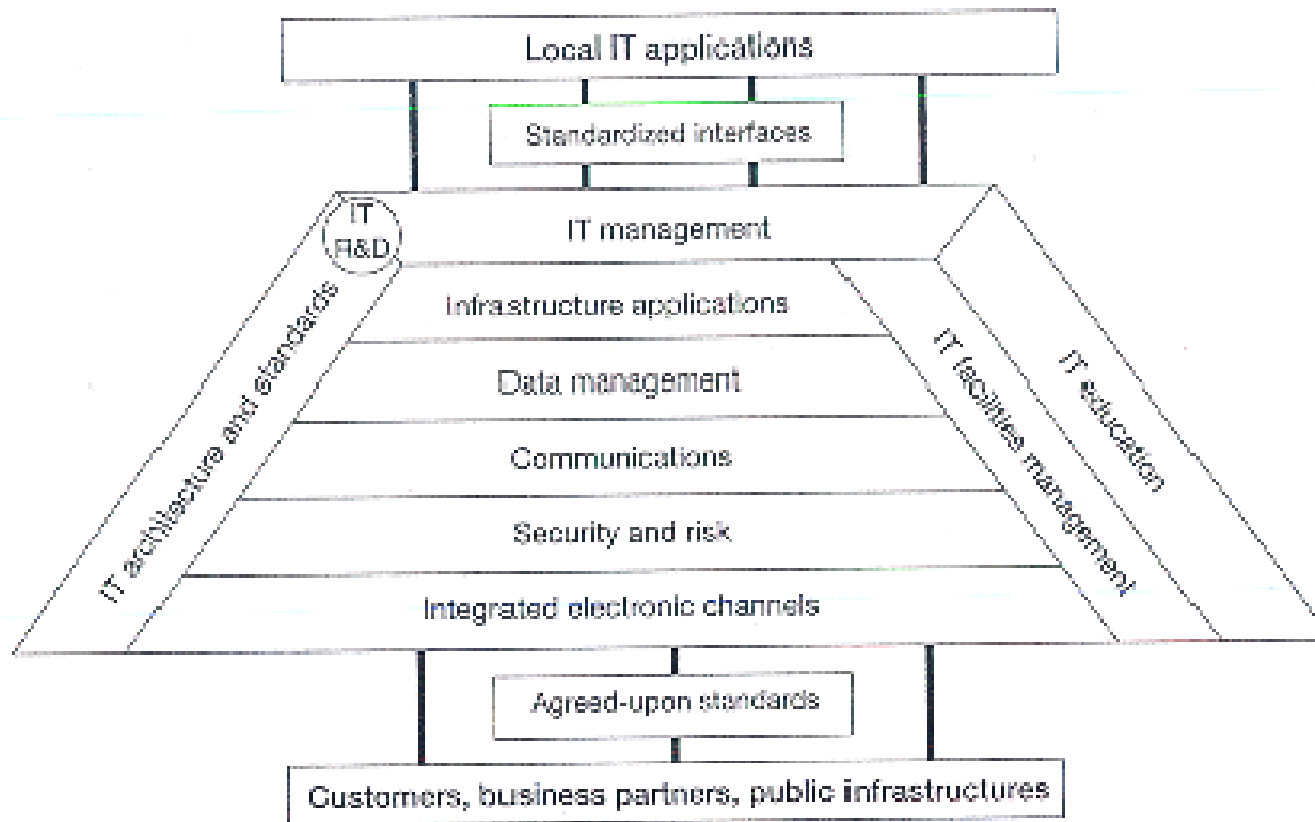 Local IT applications
Standardized interfaces
IT
R&D
IT management
Infrastructure applications
Data management
Communications
Security and risk
Integrated electronic channels
IT architecture and standards
IT facilities management
IT education
Agreed-upon standards
Customers, business partners, public infrastructures